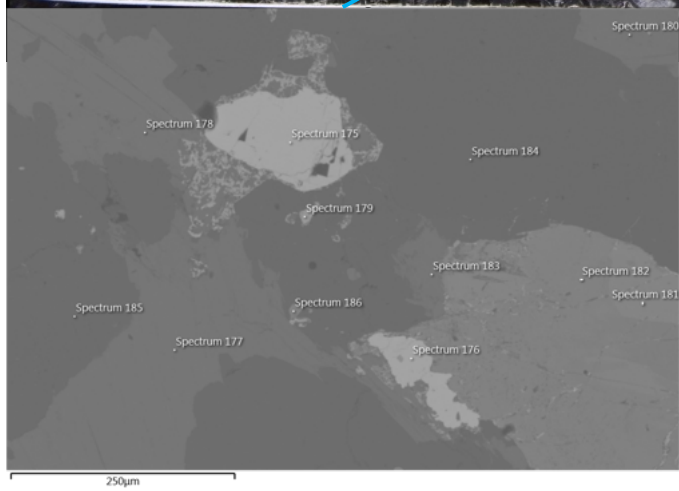 Spectrum 180
Spectrum 178
Spectrum 175
Spectrum 184
Spectrum 179
Spectrum 183
Spectrum 182
Spectrum 181
Spectrum 185
Spectrum 186
Spectrum 177
Spectrum 176
250µm